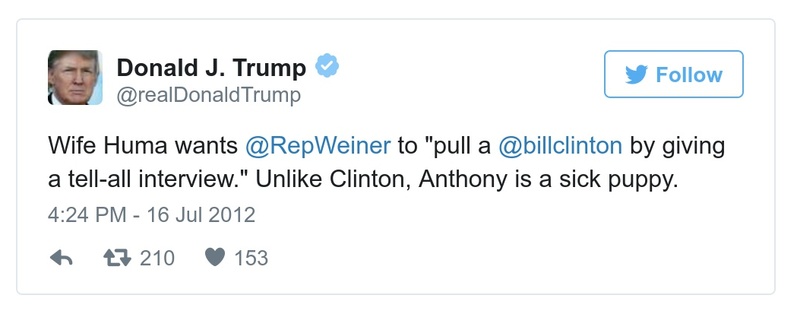 Donald J. Trump
@realDonaldTrump
Follow
Wife Huma wants @RepWeiner to "pull a @billclinton by giving
a tell-all interview." Unlike Clinton, Anthony is a sick puppy.
4:24 PM - 16 Jul 2012
210 153